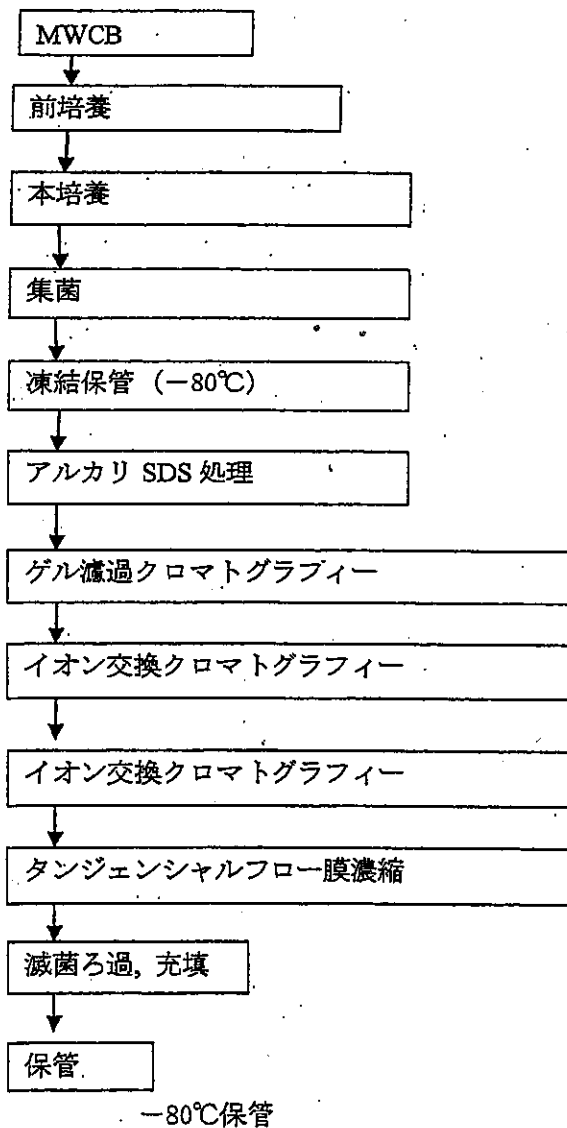 MWCB
前培養
本培養
集菌
凍結保管（－80℃）
アルカリ SDS 処理
ゲル濾過クロマトグラフィー
イオン交換クロマトグラフィー
イオン交換クロマトグラフィー
タンジェンシャルフロー膜濃縮
滅菌ろ過, 充填
保管
－80℃保管